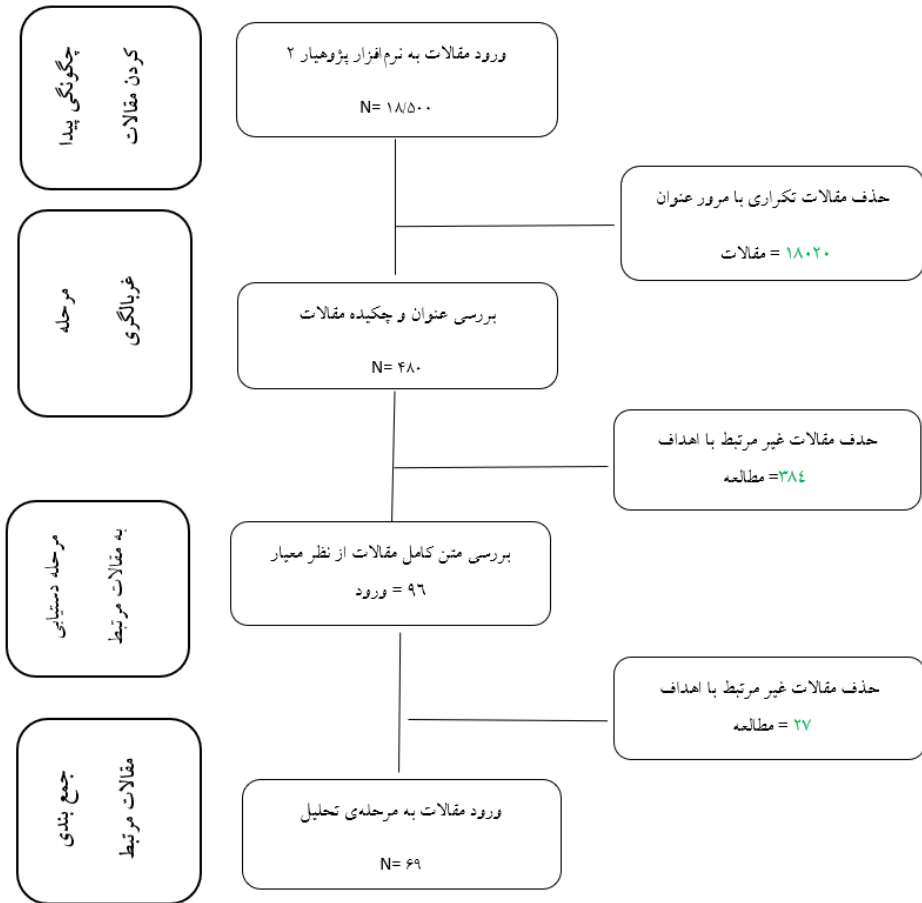 چگونگی پیدا
کردن مقالات
ورود مقالات به نرم‌افزار پژوهیار ۲
N= ۱۸/۵۰۰
حذف مقالات تکراری با مرور عنوان
مقالات = ۱۸۰۲۰
مرحله
غربالگری
بررسی عنوان و چکیده مقالات
N= ۴۸۰
حدف مقالات غیر مرتبط با اهداف
مطالعه =۳۸٤
مرحله دستیابی
به مقالات مرتبط
بررسی متن کامل مقالات از نظر معیار
ورود = ۹٦
حذف مقالات غیر مرتبط با اهداف
مطالعه = ۲۷
جمع بندی
مقالات مرتبط
ورود مقالات به مرحله‌ی تحلیل
N= ۶۹